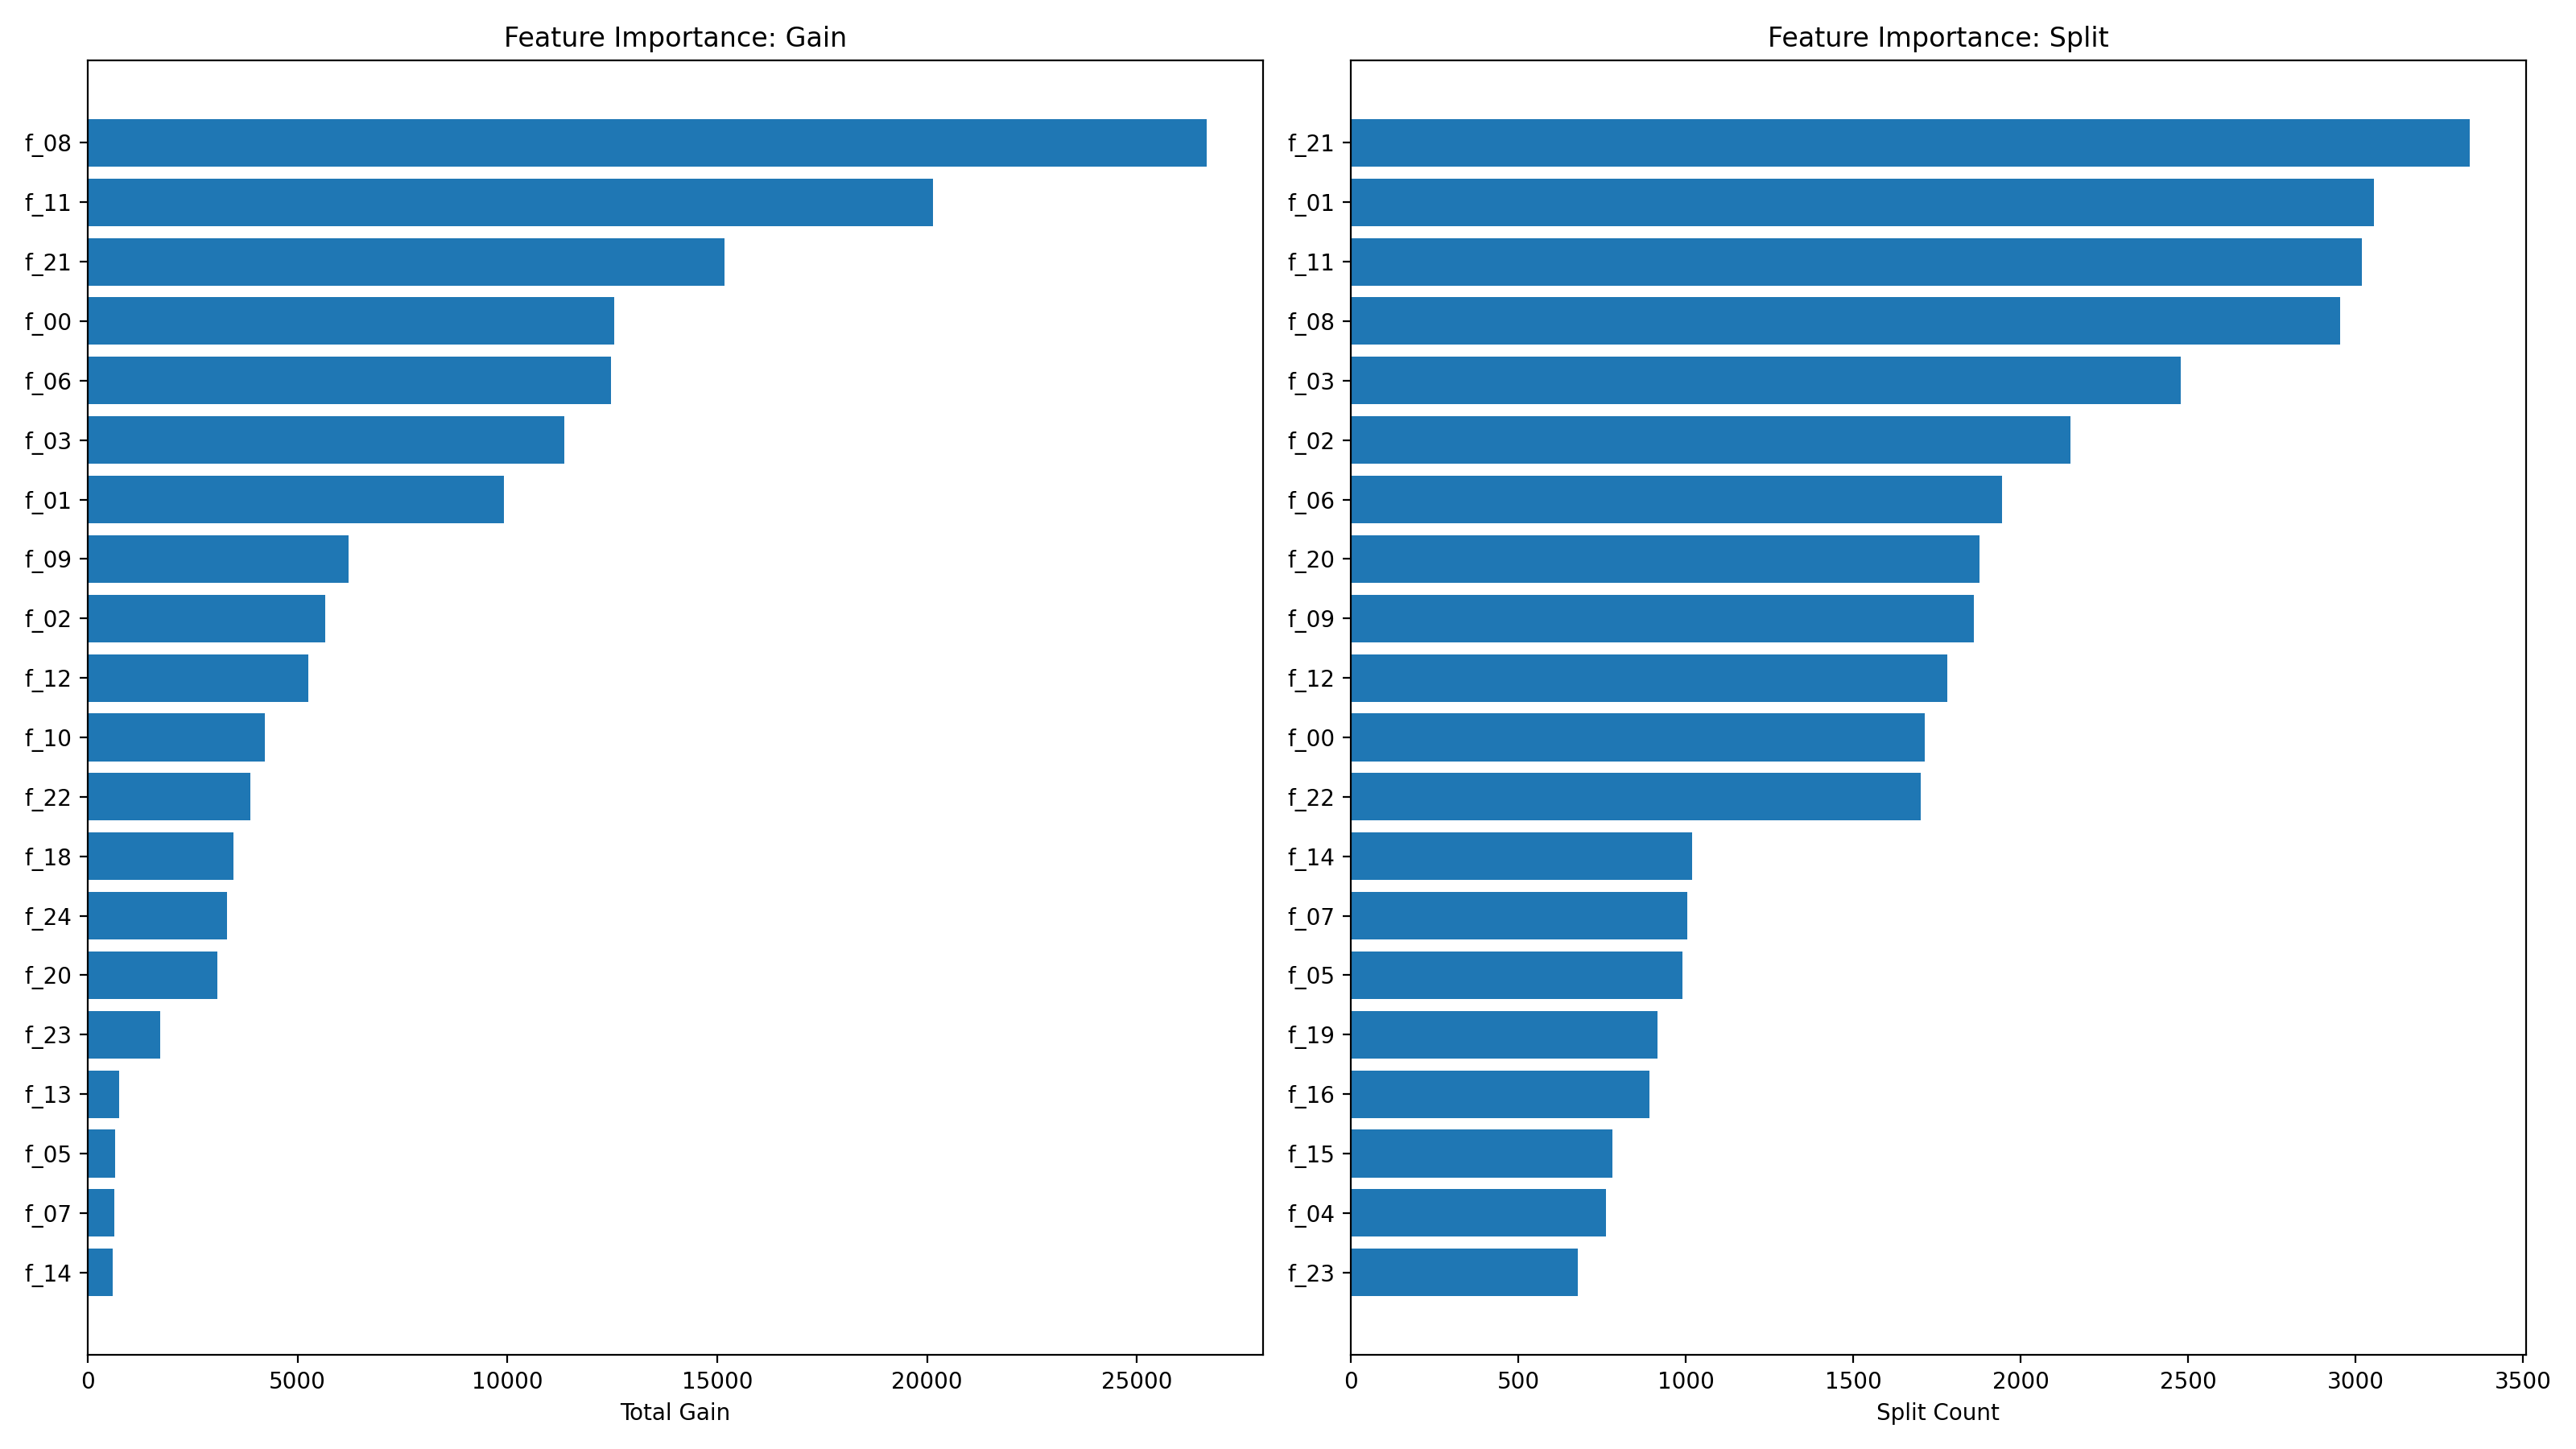 Feature Importance: Gain
f_08
f_11
f_21
f_00
f_06
f_03
f_01
f_09
f_02
f_12
f_10
f_22
f_18
f_24
f_20
f_23
f_13
f_05
f_07
f_14
0 5000 10000 15000 20000 25000
Total Gain
Feature Importance: Split
f_21
f_01
f_11
f_08
f_03
f_02
f_06
f_20
f_09
f_12
f_00
f_22
f_14
f_07
f_05
f_19
f_16
f_15
f_04
f_23
0 500 1000 1500 2000 2500 3000 3500
Split Count